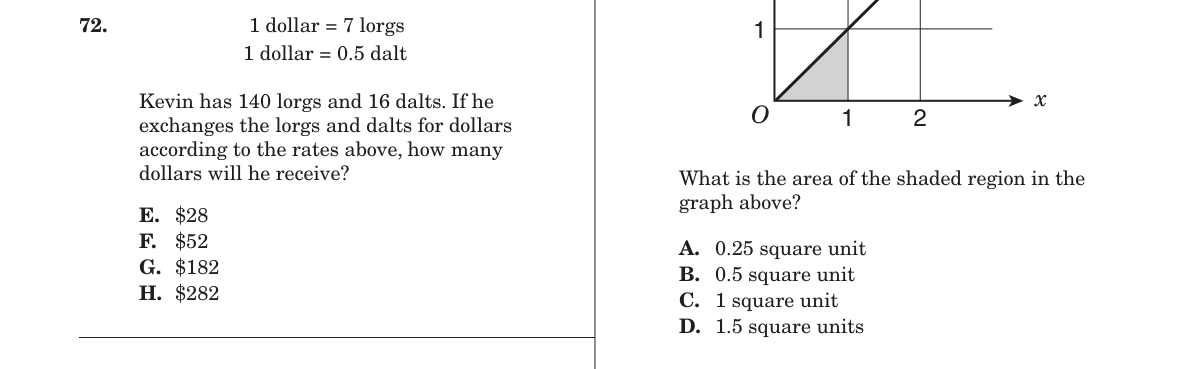 72.
1 dollar = 7 lorgs
1 dollar = 0.5 dalt
Kevin has 140 lorgs and 16 dalts. If he
exchanges the lorgs and dalts for dollars
according to the rates above, how many
dollars will he receive?
E. $28
F. $52
G. $182
H. $282
1
O
1
2
x
What is the area of the shaded region in the
graph above?
A. 0.25 square unit
B. 0.5 square unit
C. 1 square unit
D. 1.5 square units